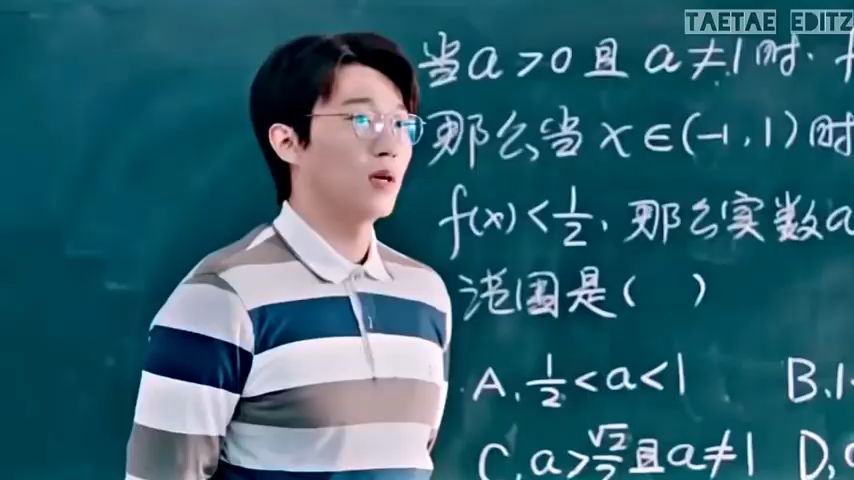 TAETAE EDITZ
当a>0且a≠1时. f
那么当x∈(-1,1)时
f(x)<1/2, 那么实数a
范围是( )
A. 1/2<a<1 B.1
C, a>√2/2且a≠1 D,